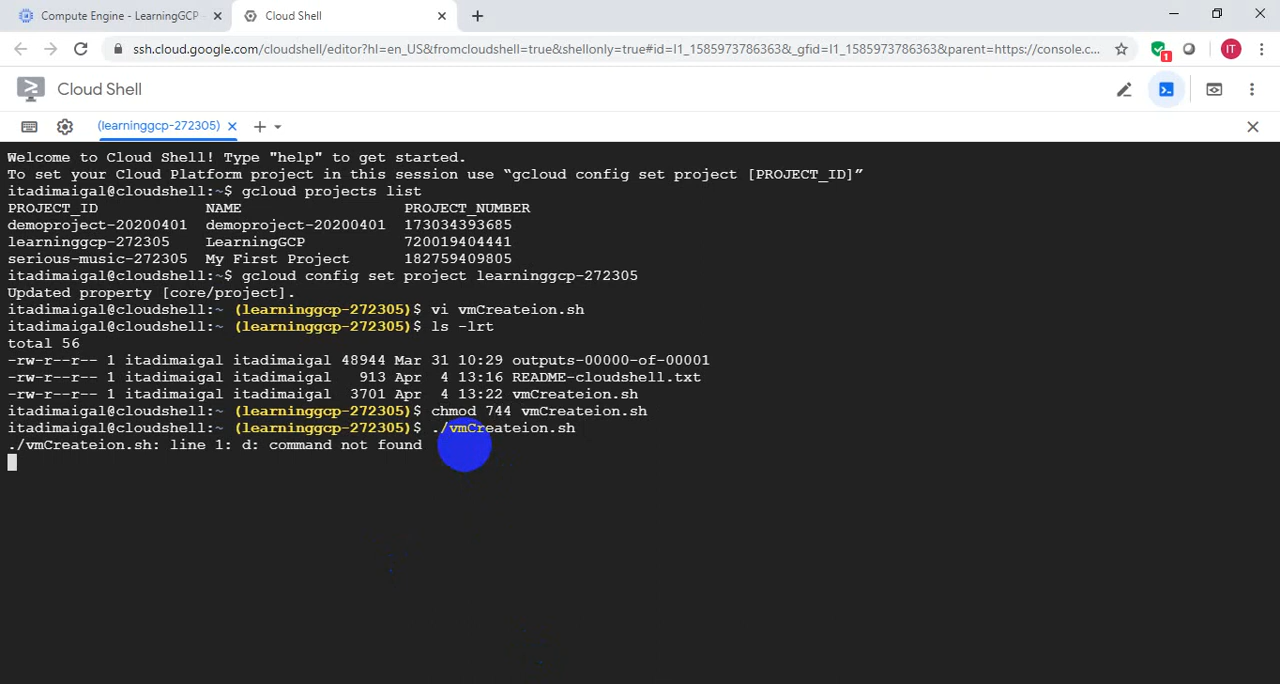 Compute Engine - LearningGCP -
Cloud Shell
ssh.cloud.google.com/cloudshell/editor?hl=en_US&fromcloudshell=true&shellonly=true#id=I1_1585973786363&_gfid=I1_1585973786363&parent=https://console.c...
1
IT
Cloud Shell
(learninggcp-272305)
Welcome to Cloud Shell! Type "help" to get started.
To set your Cloud Platform project in this session use “gcloud config set project [PROJECT_ID]”
itadimaigal@cloudshell:~$ gcloud projects list
PROJECT_ID NAME PROJECT_NUMBER
demoproject-20200401 demoproject-20200401 173034393685
learninggcp-272305 LearningGCP 720019404441
serious-music-272305 My First Project 182759409805
itadimaigal@cloudshell:~$ gcloud config set project learninggcp-272305
Updated property [core/project].
itadimaigal@cloudshell:~ (learninggcp-272305)$ vi vmCreateion.sh
itadimaigal@cloudshell:~ (learninggcp-272305)$ ls -lrt
total 56
-rw-r--r-- 1 itadimaigal itadimaigal 48944 Mar 31 10:29 outputs-00000-of-00001
-rw-r--r-- 1 itadimaigal itadimaigal 913 Apr 4 13:16 README-cloudshell.txt
-rw-r--r-- 1 itadimaigal itadimaigal 3701 Apr 4 13:22 vmCreateion.sh
itadimaigal@cloudshell:~ (learninggcp-272305)$ chmod 744 vmCreateion.sh
itadimaigal@cloudshell:~ (learninggcp-272305)$ ./vmCreateion.sh
./vmCreateion.sh: line 1: d: command not found